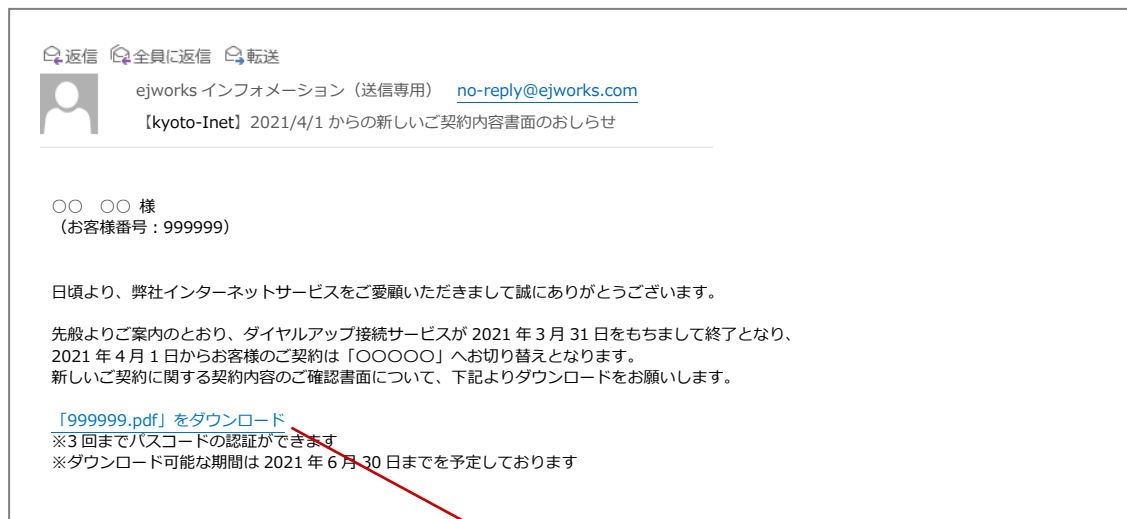 返信 全員に返信 転送
ejworks インフォメーション（送信専用） no-reply@ejworks.com
【kyoto-Inet】2021/4/1 からの新しいご契約内容書面のおしらせ
○○　○○ 様
（お客様番号：999999）
日頃より、弊社インターネットサービスをご愛顧いただきまして誠にありがとうございます。
先般よりご案内のとおり、ダイヤルアップ接続サービスが 2021 年 3 月 31 日をもちまして終了となり、
2021 年 4 月 1 日からお客様のご契約は「○○○○○」へお切り替えとなります。
新しいご契約に関する契約内容のご確認書面について、下記よりダウンロードをお願いします。
「999999.pdf」をダウンロード
※3 回までパスコードの認証ができます
※ダウンロード可能な期間は 2021 年 6 月 30 日までを予定しております